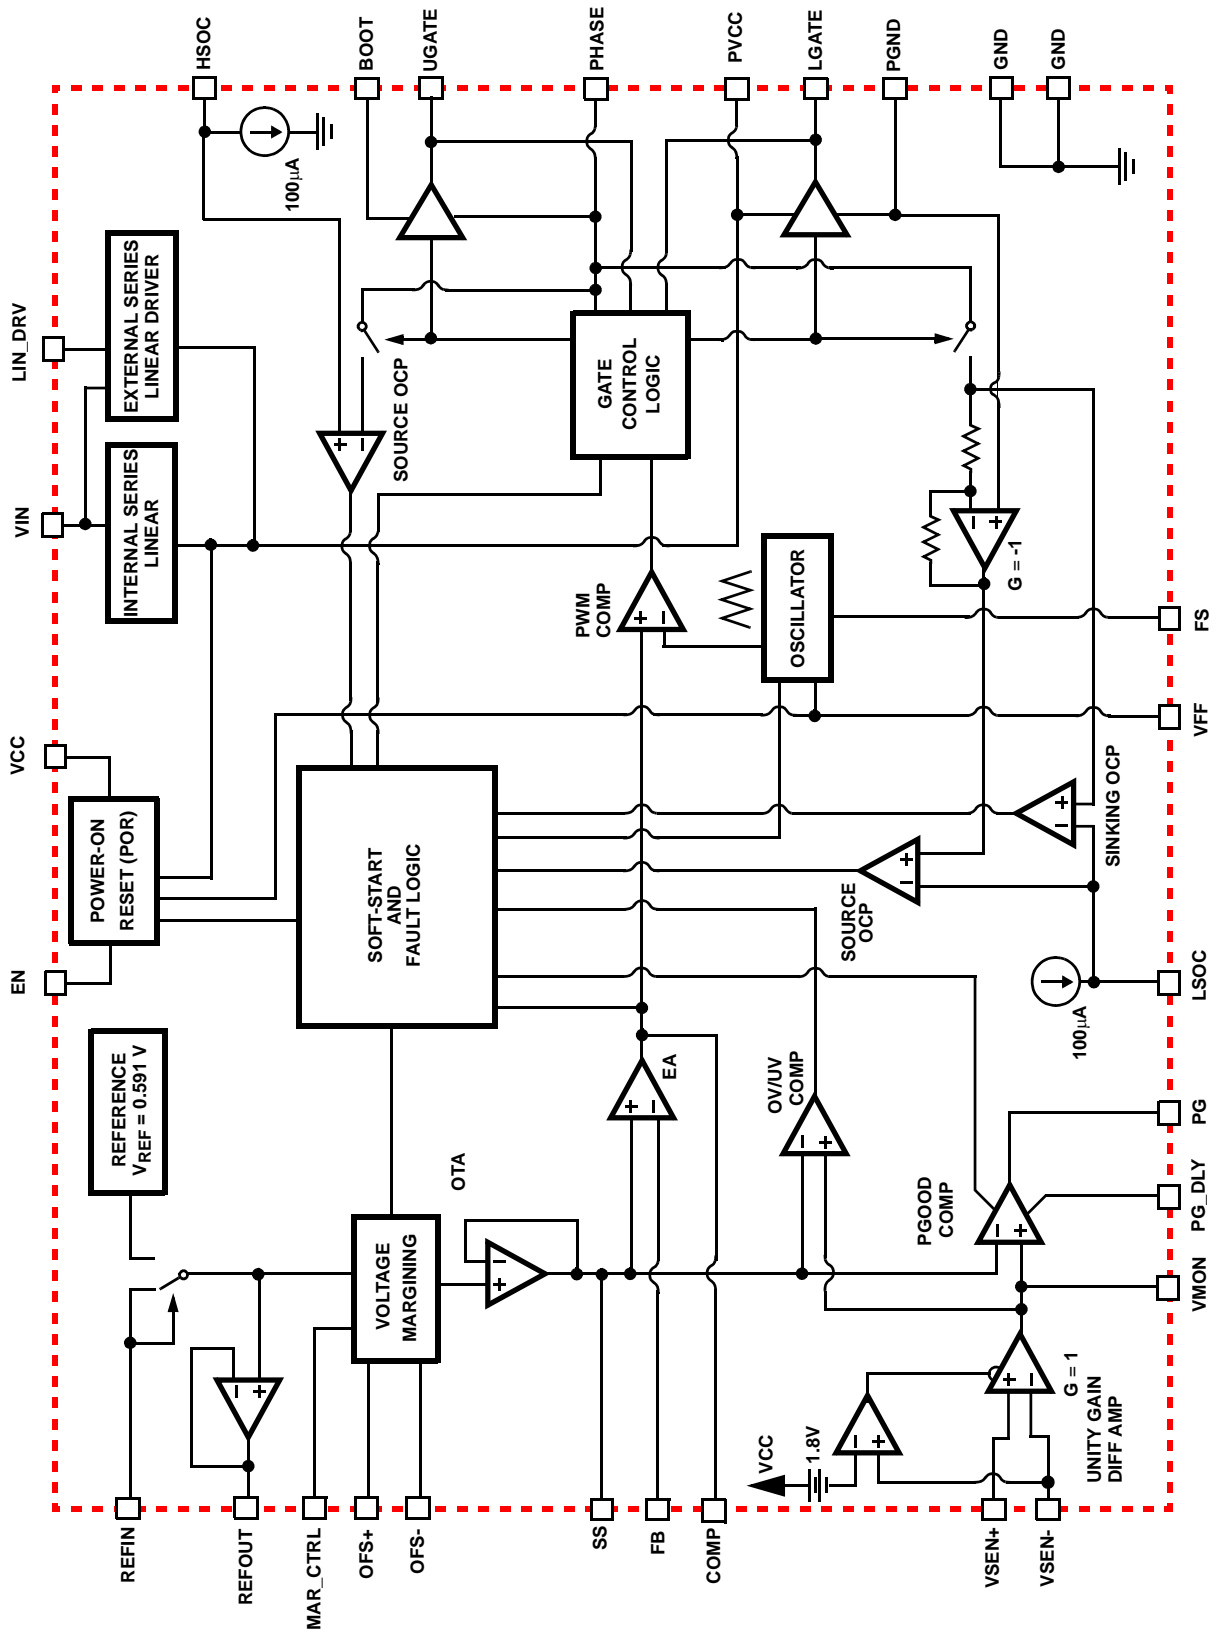 HSOC
BOOT
UGATE
PHASE
PVCC
LGATE
PGND
GND
GND
100µA
LIN_DRV
EXTERNAL SERIES
LINEAR DRIVER
VIN
INTERNAL SERIES
LINEAR
VCC
POWER-ON
RESET (POR)
EN
REFERENCE
VREF = 0.591 V
SOURCE OCP
+ −
GATE
CONTROL
LOGIC
PWM
COMP
+ −
OSCILLATOR
− +
G = -1
FS
VFF
SOFT-START
AND
FAULT LOGIC
SINKING OCP
− +
SOURCE
OCP
− +
100µA
LSOC
EA
+ −
OV/UV
COMP
− +
PG
PG_DLY
PGOOD
COMP
− +
VMON
OTA
− +
VOLTAGE
MARGINING
− +
VCC
1.8V
− +
+ −
G = 1
UNITY GAIN
DIFF AMP
REFIN
REFOUT
MAR_CTRL
OFS+
OFS-
SS
FB
COMP
VSEN+
VSEN-